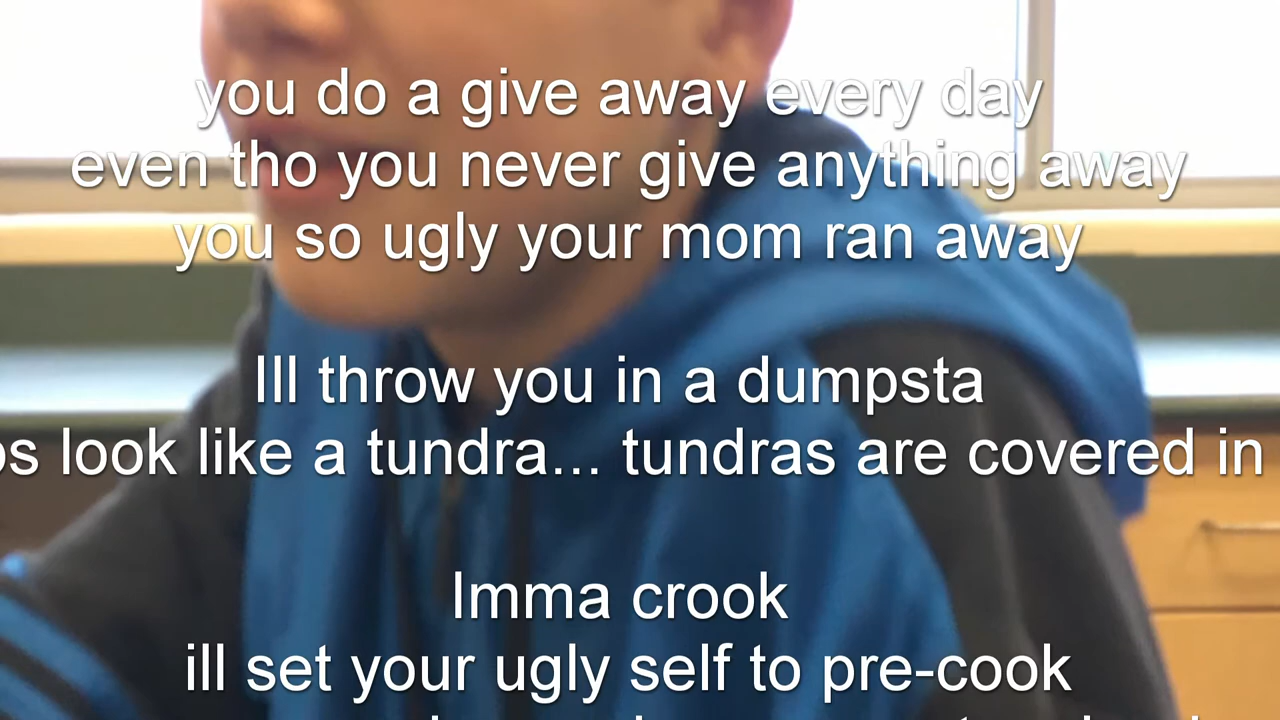 you do a give away every day
even tho you never give anything away
you so ugly your mom ran away
Ill throw you in a dumpsta
look like a tundra... tundras are covered in
Imma crook
ill set your ugly self to pre-cook